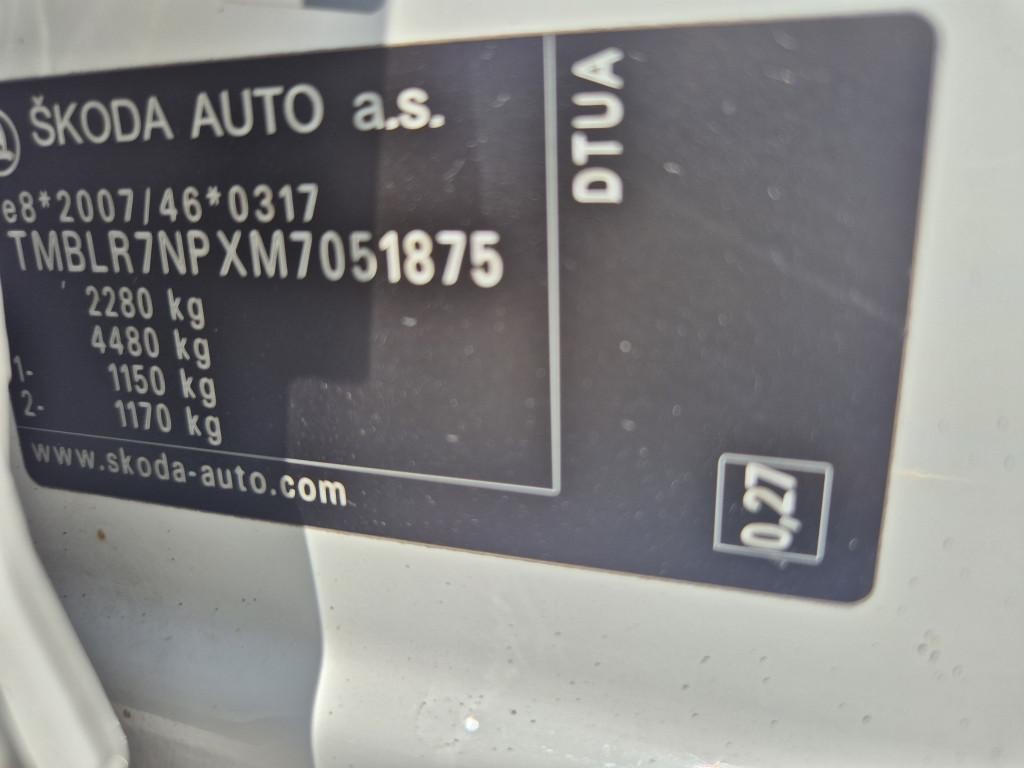 ŠKODA AUTO a.s.
e8*2007/46*0317
TMBLR7NPXM7051875
2280 kg
4480 kg
1- 1150 kg
2- 1170 kg
www.skoda-auto.com
DTUA
0,27